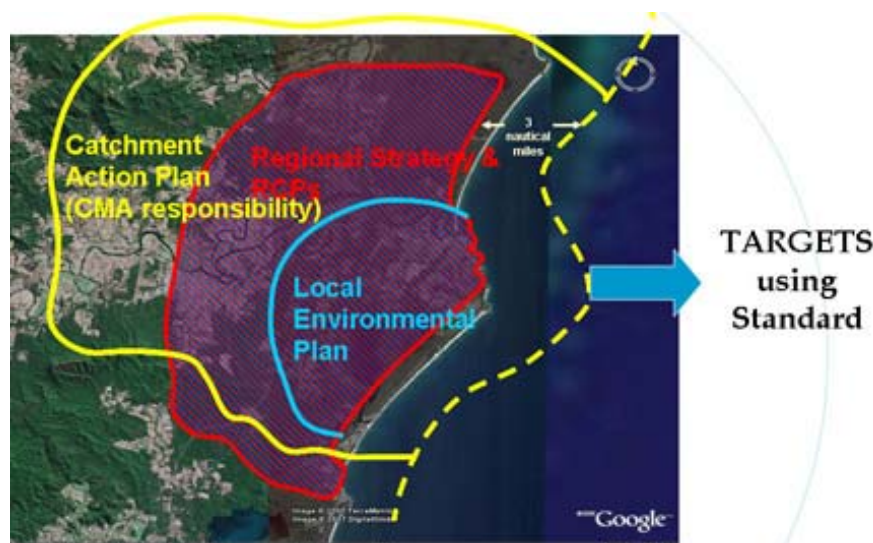 Catchment
Action Plan
(CMA responsibility)
Regional Strategy &
RCPs
3
nautical
miles
Local
Environmental
Plan
TARGETS
using
Standard
Google